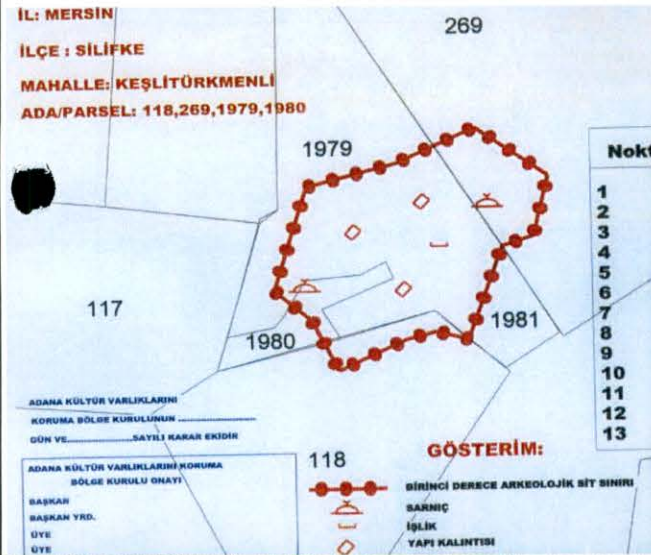 İL: MERSİN
İLÇE : SİLİFKE
MAHALLE: KEŞLİTÜRKMENLİ
ADA/PARSEL: 118,269,1979,1980
269
1979
117
1980
1981
118
Nokt
1
2
3
4
5
6
7
8
9
10
11
12
13
ADANA KÜLTÜR VARLIKLARINI
KORUMA BÖLGE KURULUNUN ....................
GÜN VE....................SAYILI KARAR EKİDİR
ADANA KÜLTÜR VARLIKLARINI KORUMA
BÖLGE KURULU ONAYI
BAŞKAN
BAŞKAN YRD.
ÜYE
ÜYE
GÖSTERİM:
BİRİNCİ DERECE ARKEOLOJİK SİT SINIRI
SARNIÇ
İŞLİK
YAPI KALINTISI